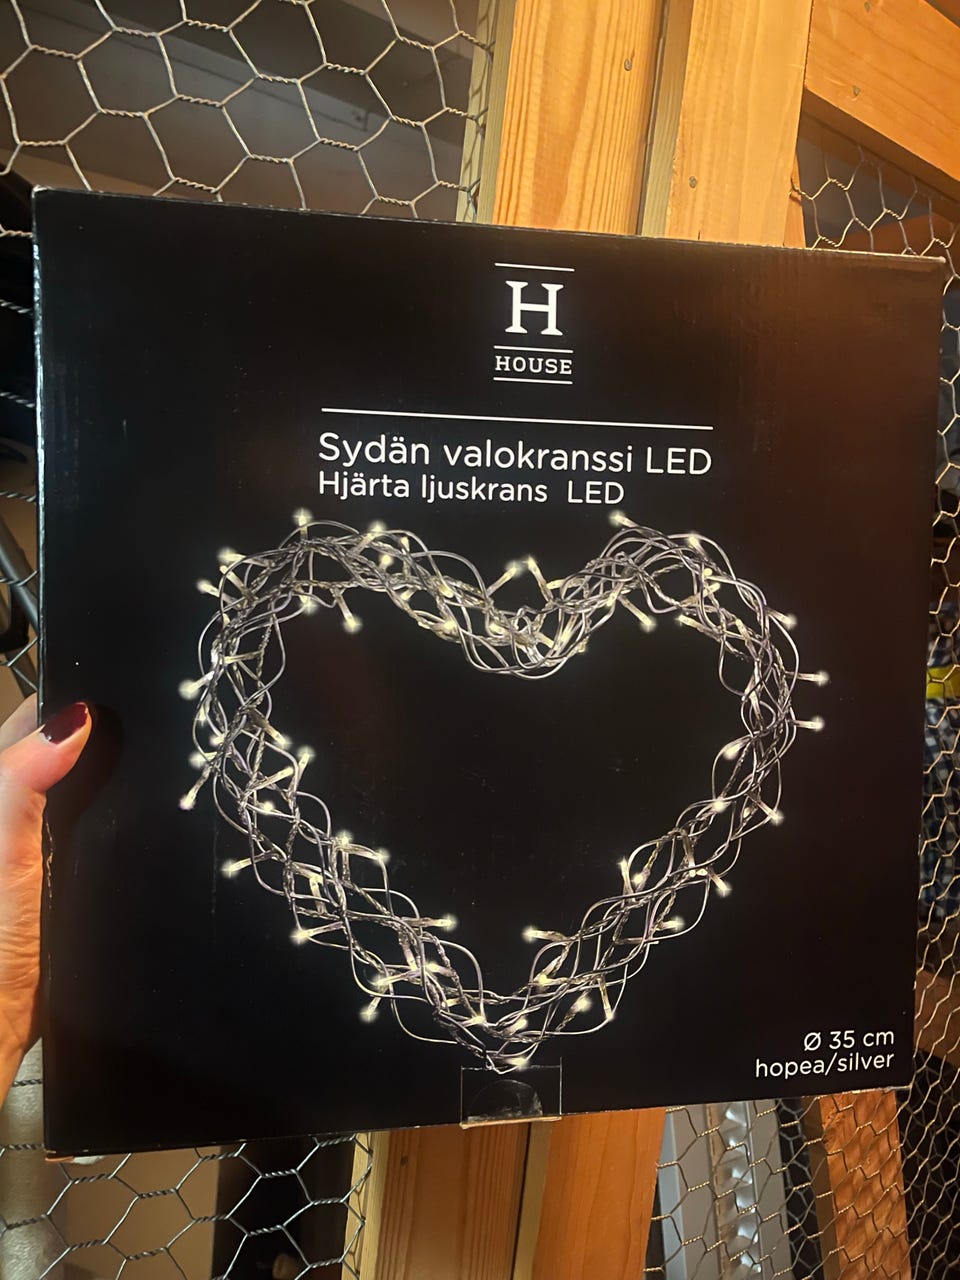 H
HOUSE
Sydän valokranssi LED
Hjärta ljuskrans LED
Ø 35 cm
hopea/silver